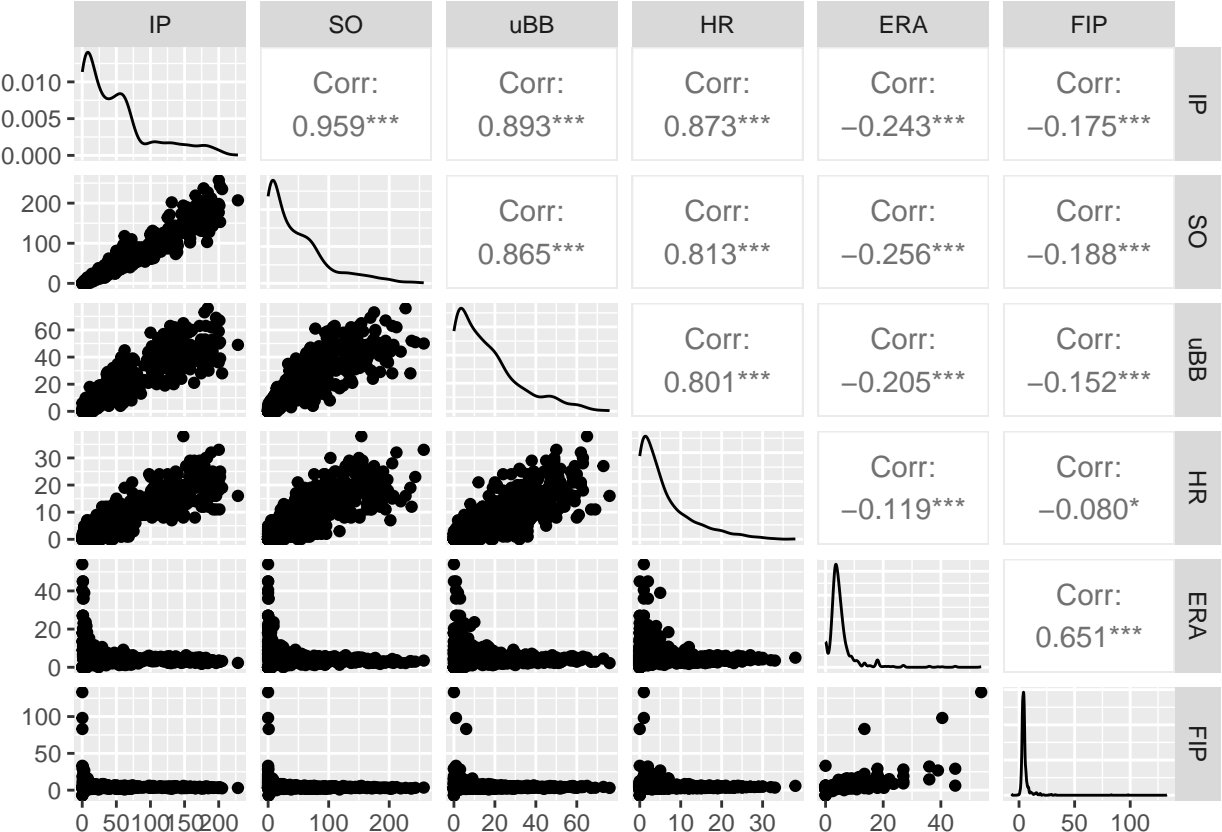 IP SO uBB HR ERA FIP
0.010
0.005
0.000
Corr: Corr: Corr: Corr: Corr:
0.959*** 0.893*** 0.873*** −0.243*** −0.175***
IP
200
100
0
Corr: Corr: Corr: Corr:
0.865*** 0.813*** −0.256*** −0.188***
SO
60
40
20
0
Corr: Corr: Corr:
0.801*** −0.205*** −0.152***
uBB
30
20
10
0
Corr: Corr:
−0.119*** −0.080*
HR
40
20
0
Corr:
0.651***
ERA
100
50
0
FIP
0 50 100 150 200 0 100 200 0 20 40 60 0 10 20 30 0 20 40 0 50 100